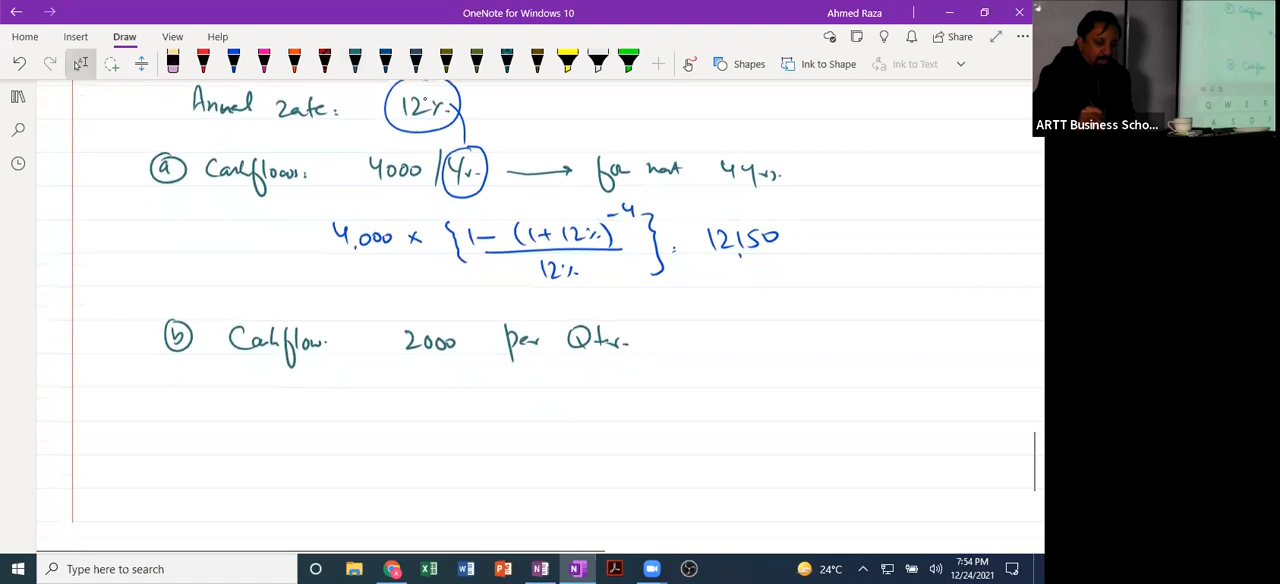 OneNote for Windows 10
Ahmed Raza
Home Insert Draw View Help
Share
Shapes Ink to Shape Ink to Text
ARTT Business Scho...
Annual rate: 12%
(a) Cashflows: 4000 / Yr. → for next 4 Yrs.
4,000 × { 1 - (1 + 12%)^-4 / 12% } = 12,150
(b) Cashflow. 2000 per Qtr.
Type here to search
24°C
7:54 PM
12/24/2021